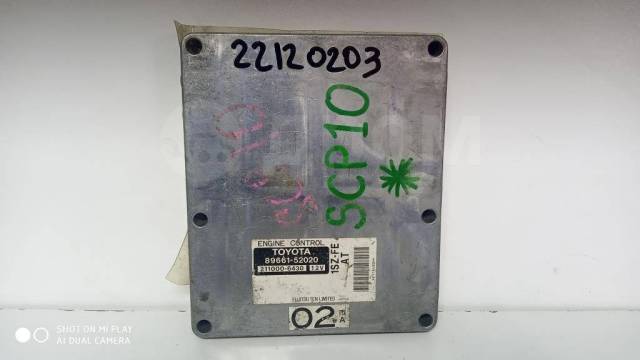 22120203
SCP10
ENGINE CONTROL
TOYOTA
89661-52020
211000-6430 12V
1SZ-FE
AT
FUJITSU TEN LIMITED
02
SHOT ON MI PLAY
AI DUAL CAMERA